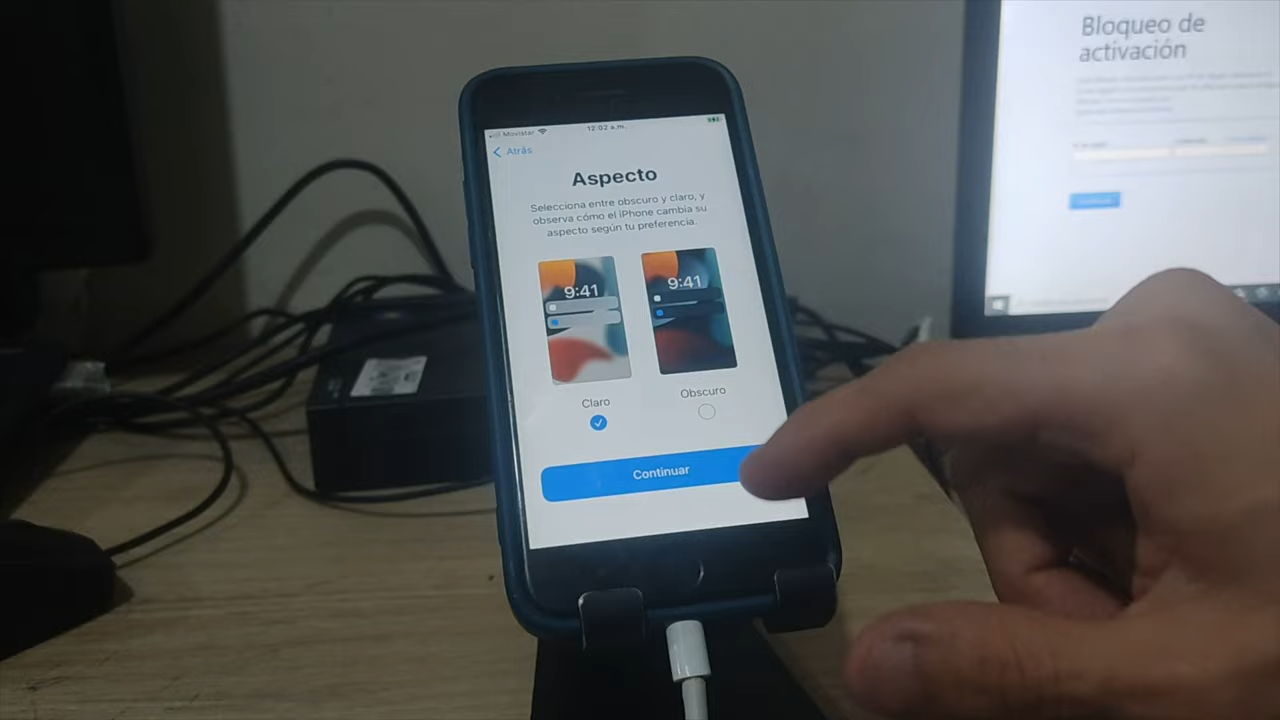 Bloqueo de
activación
Movistar
12:02 a.m.
Atrás
Aspecto
Selecciona entre obscuro y claro, y
observa cómo el iPhone cambia su
aspecto según tu preferencia.
9:41
9:41
Claro
Obscuro
Continuar